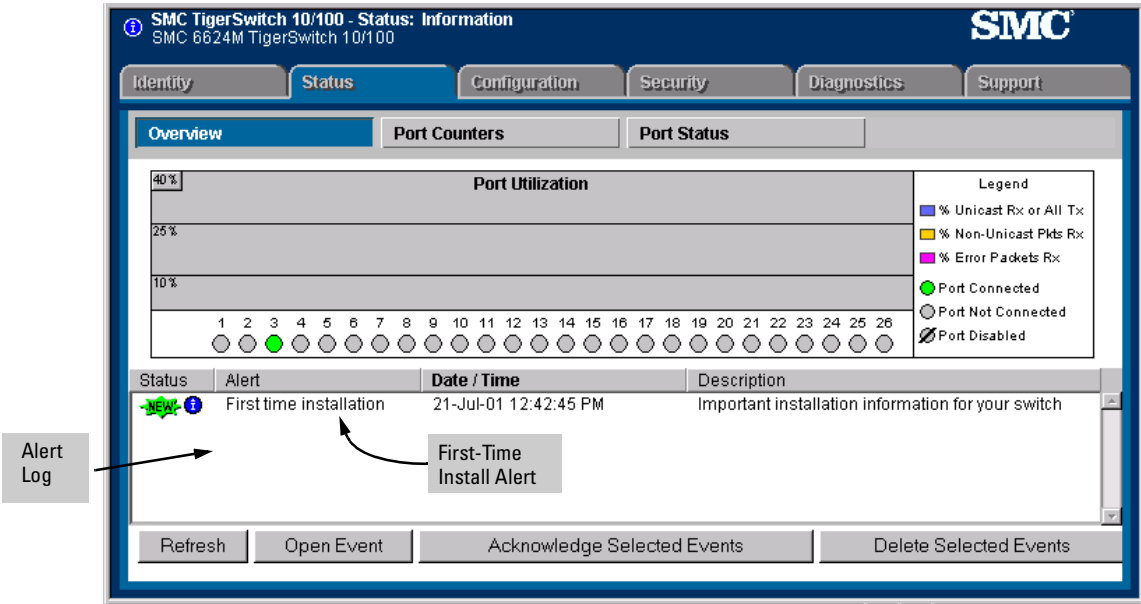 SMC TigerSwitch 10/100 - Status: Information
SMC 6624M TigerSwitch 10/100
SMC
Identity Status Configuration Security Diagnostics Support
Overview Port Counters Port Status
40%
Port Utilization
25%
10%
1 2 3 4 5 6 7 8 9 10 11 12 13 14 15 16 17 18 19 20 21 22 23 24 25 26
Legend
% Unicast Rx or All Tx
% Non-Unicast Pkts Rx
% Error Packets Rx
Port Connected
Port Not Connected
Port Disabled
Status Alert Date / Time Description
NEW i First time installation 21-Jul-01 12:42:45 PM Important installation information for your switch
Alert
Log
First-Time
Install Alert
Refresh Open Event Acknowledge Selected Events Delete Selected Events